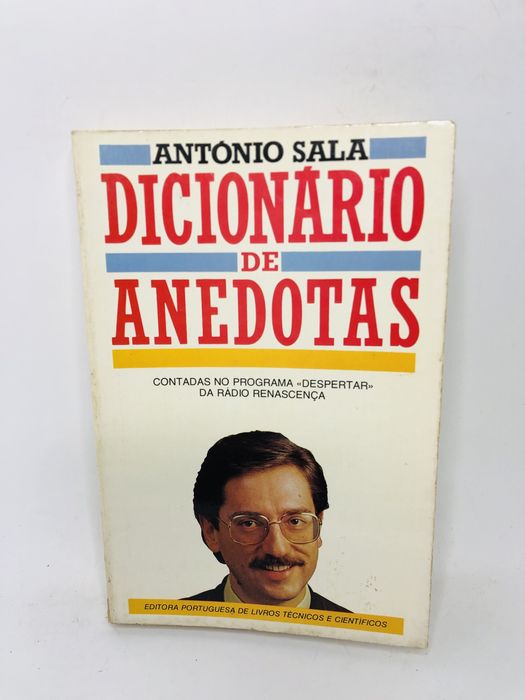 ANTÓNIO SALA
DICIONÁRIO
DE
ANEDOTAS
CONTADAS NO PROGRAMA «DESPERTAR»
DA RÁDIO RENASCENÇA
EDITORA PORTUGUESA DE LIVROS TÉCNICOS E CIENTÍFICOS